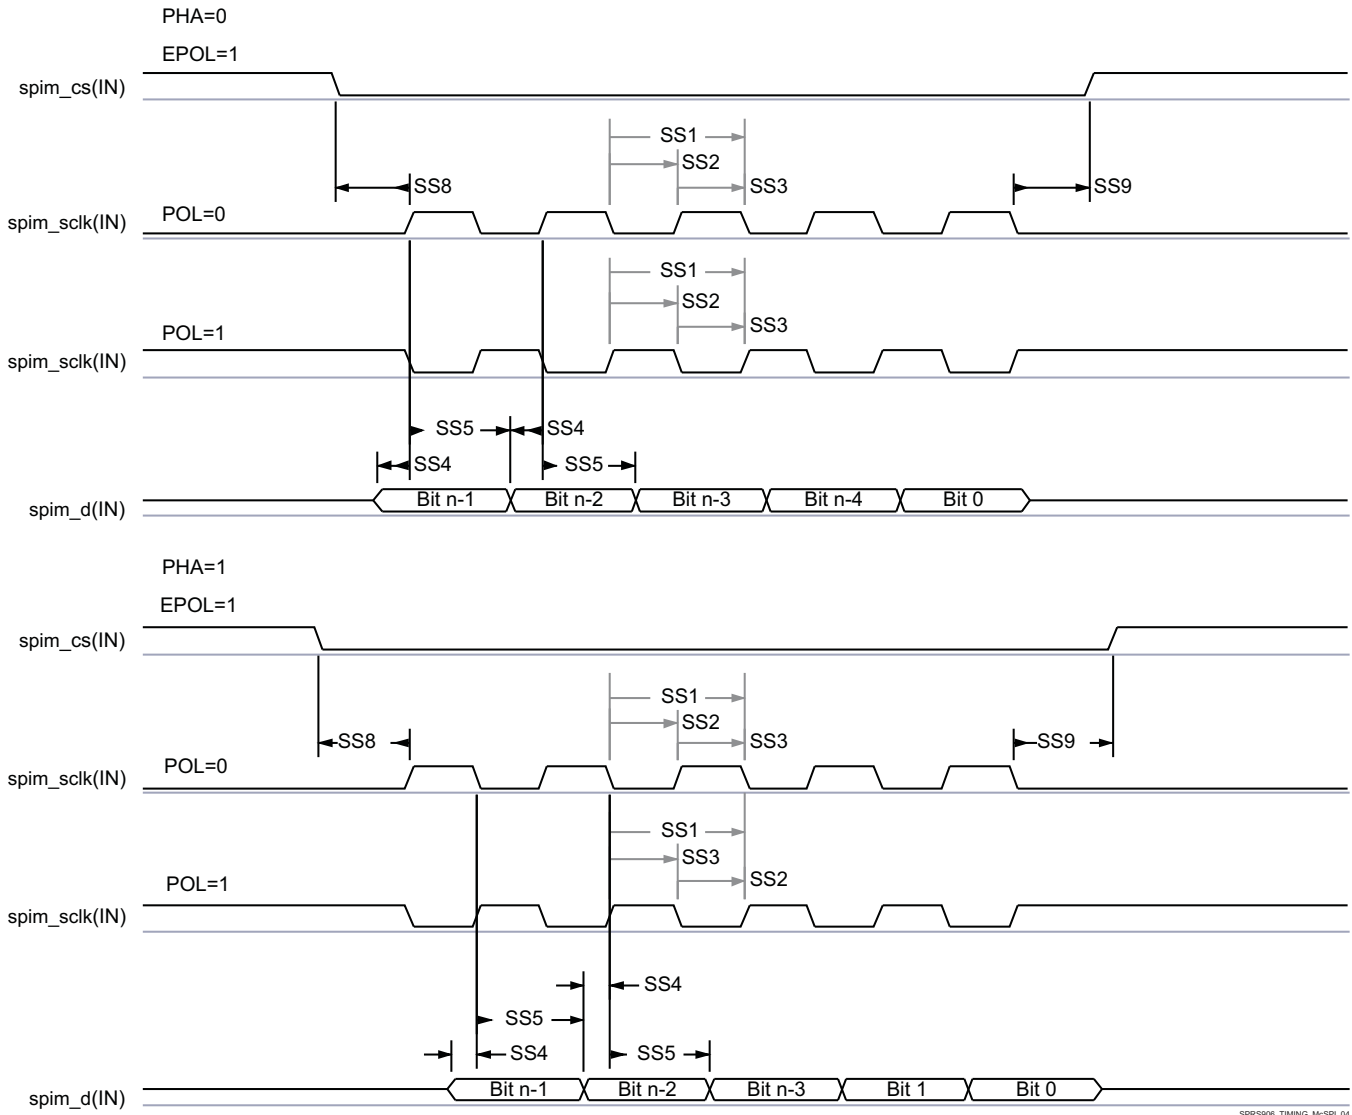 PHA=0
EPOL=1
spim_cs(IN)
SS1
SS2
SS8
SS3
SS9
POL=0
spim_sclk(IN)
SS1
SS2
SS3
POL=1
spim_sclk(IN)
SS5
SS4
SS4
SS5
Bit n-1
Bit n-2
Bit n-3
Bit n-4
Bit 0
spim_d(IN)
PHA=1
EPOL=1
spim_cs(IN)
SS1
SS2
SS8
SS3
SS9
POL=0
spim_sclk(IN)
SS1
SS3
SS2
POL=1
spim_sclk(IN)
SS4
SS5
SS4
SS5
Bit n-1
Bit n-2
Bit n-3
Bit 1
Bit 0
spim_d(IN)
SPRS906_TIMING_McSPI_04